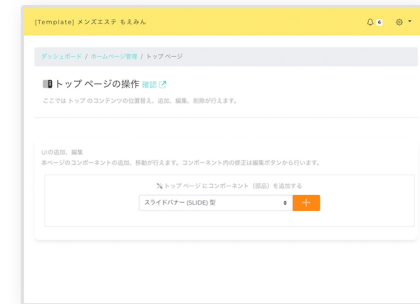 [Template] メンズエステ もえみん
6
ダッシュボード / ホームページ管理 / トップ ページ
トップ ページの操作 確認
ここでは トップ のコンテンツの位置替え、追加、編集、削除が行えます。
UIの追加、編集
本ページのコンポーネントの追加、移動が行えます。コンポーネント内の修正は編集ボタンから行います。
トップ ページ にコンポーネント（部品）を追加する
スライドバナー (SLIDE) 型